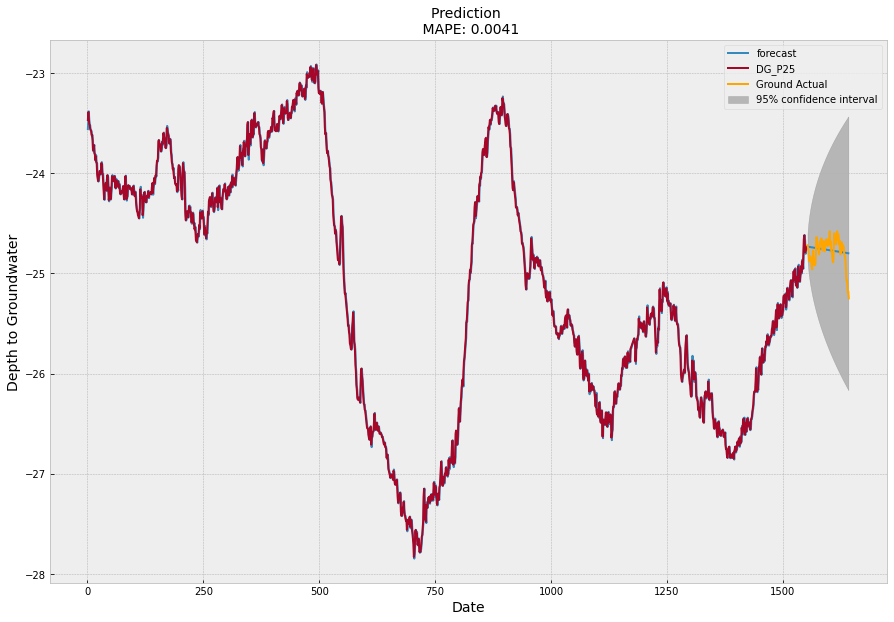 Prediction
MAPE: 0.0041
forecast
DG_P25
Ground Actual
95% confidence interval
Depth to Groundwater
−23
−24
−25
−26
−27
−28
0 250 500 750 1000 1250 1500
Date